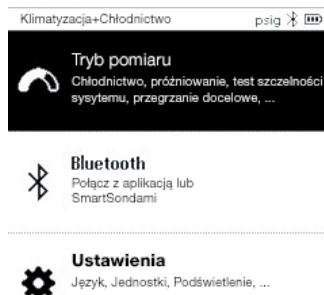 Klimatyzacja+Chłodnictwo psig
Tryb pomiaru
Chłodnictwo, próżniowanie, test szczelności
sysytemu, przegrzanie docelowe, ...
Bluetooth
Połącz z aplikacją lub
SmartSondami
Ustawienia
Język, Jednostki, Podświetlenie, ...